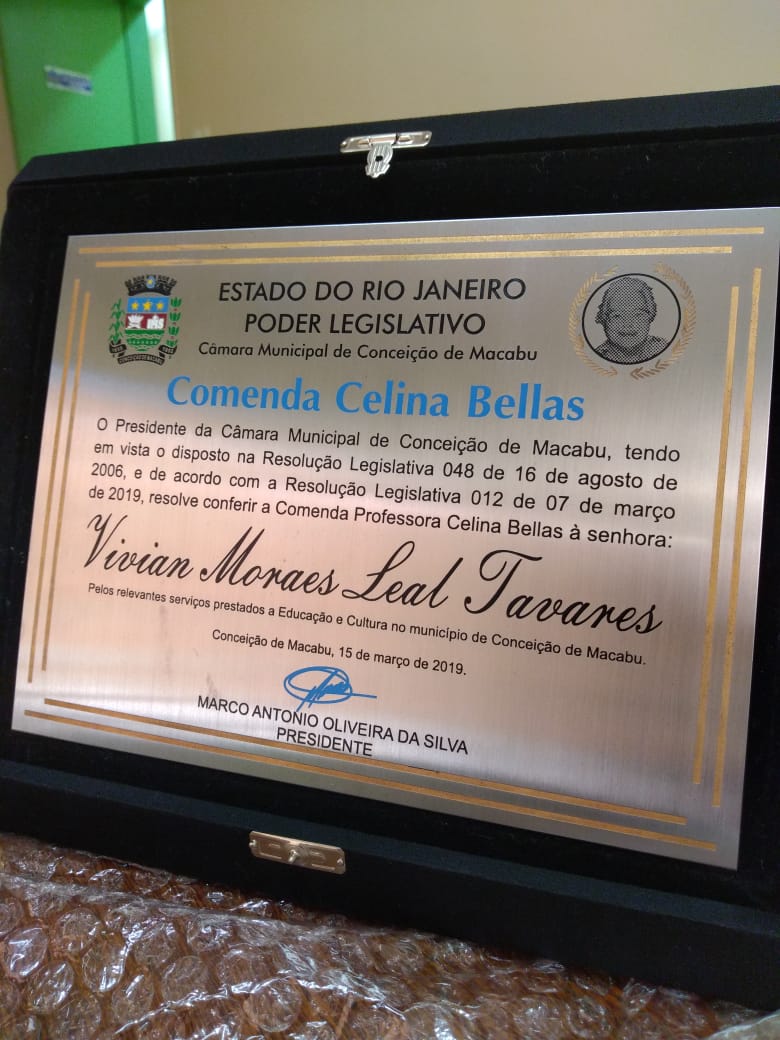 ESTADO DO RIO JANEIRO
PODER LEGISLATIVO
Câmara Municipal de Conceição de Macabu
Comenda Celina Bellas
O Presidente da Câmara Municipal de Conceição de Macabu, tendo
em vista o disposto na Resolução Legislativa 048 de 16 de agosto de
2006, e de acordo com a Resolução Legislativa 012 de 07 de março
de 2019, resolve conferir a Comenda Professora Celina Bellas à senhora:
Vivian Moraes Leal Tavares
Pelos relevantes serviços prestados a Educação e Cultura no município de Conceição de Macabu.
Conceição de Macabu, 15 de março de 2019.
MARCO ANTONIO OLIVEIRA DA SILVA
PRESIDENTE